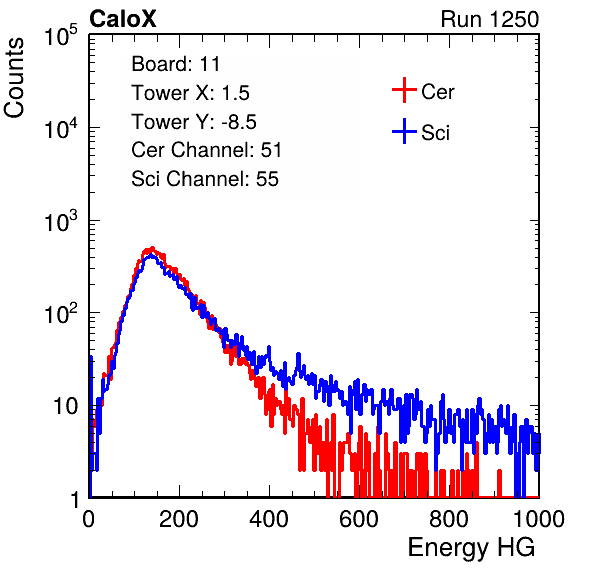 CaloX Run 1250
Counts
10^5
10^4
10^3
10^2
10
1
Board: 11
Tower X: 1.5
Tower Y: -8.5
Cer Channel: 51
Sci Channel: 55
Cer
Sci
0 200 400 600 800 1000
Energy HG